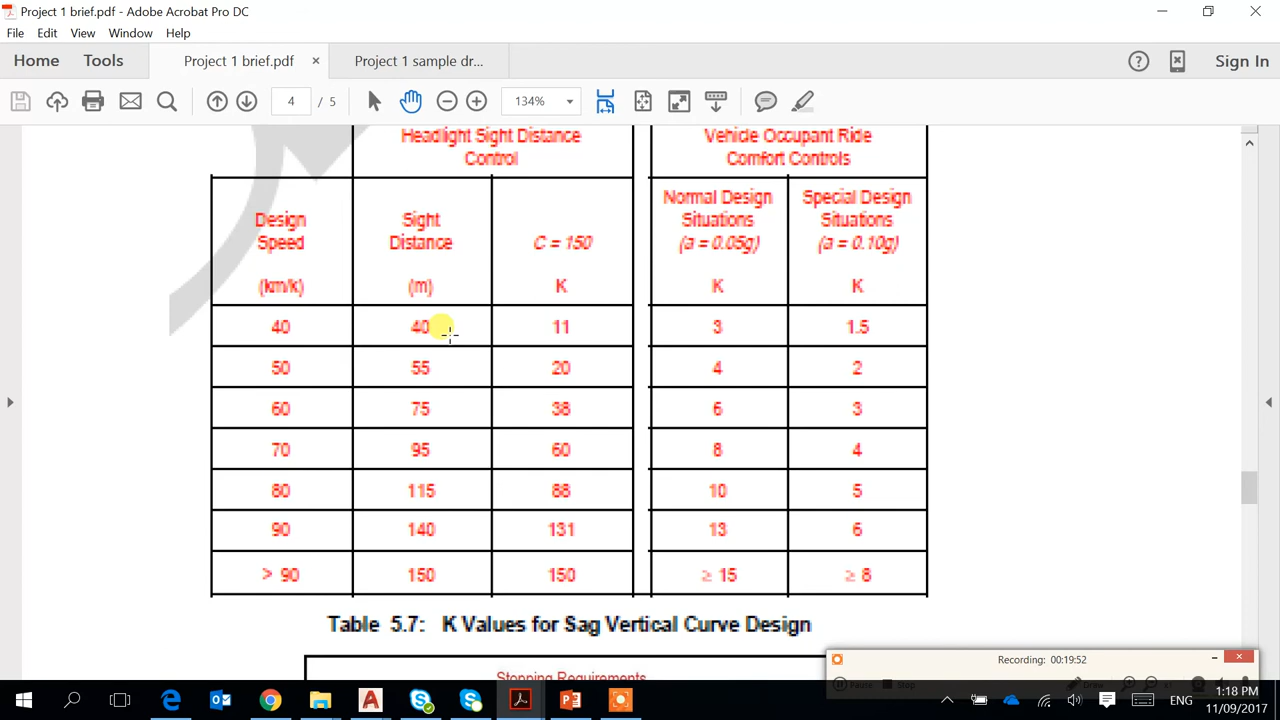 Project 1 brief.pdf - Adobe Acrobat Pro DC
File Edit View Window Help
Home Tools Project 1 brief.pdf × Project 1 sample dr... Sign In
4 / 5 134%
Headlight Sight Distance
Control
Vehicle Occupant Ride
Comfort Controls
Design
Speed
(km/k)
Sight
Distance
(m)
C = 150
K
Normal Design
Situations
(a = 0.05g)
K
Special Design
Situations
(a = 0.10g)
K
40 40 11 3 1.5
50 55 20 4 2
60 75 38 6 3
70 95 60 8 4
80 115 88 10 5
90 140 131 13 6
> 90 150 150 ≥ 15 ≥ 8
Table 5.7: K Values for Sag Vertical Curve Design
Stopping Requirements
Recording: 00:19:52
Pause Stop Draw
ENG
1:18 PM
11/09/2017